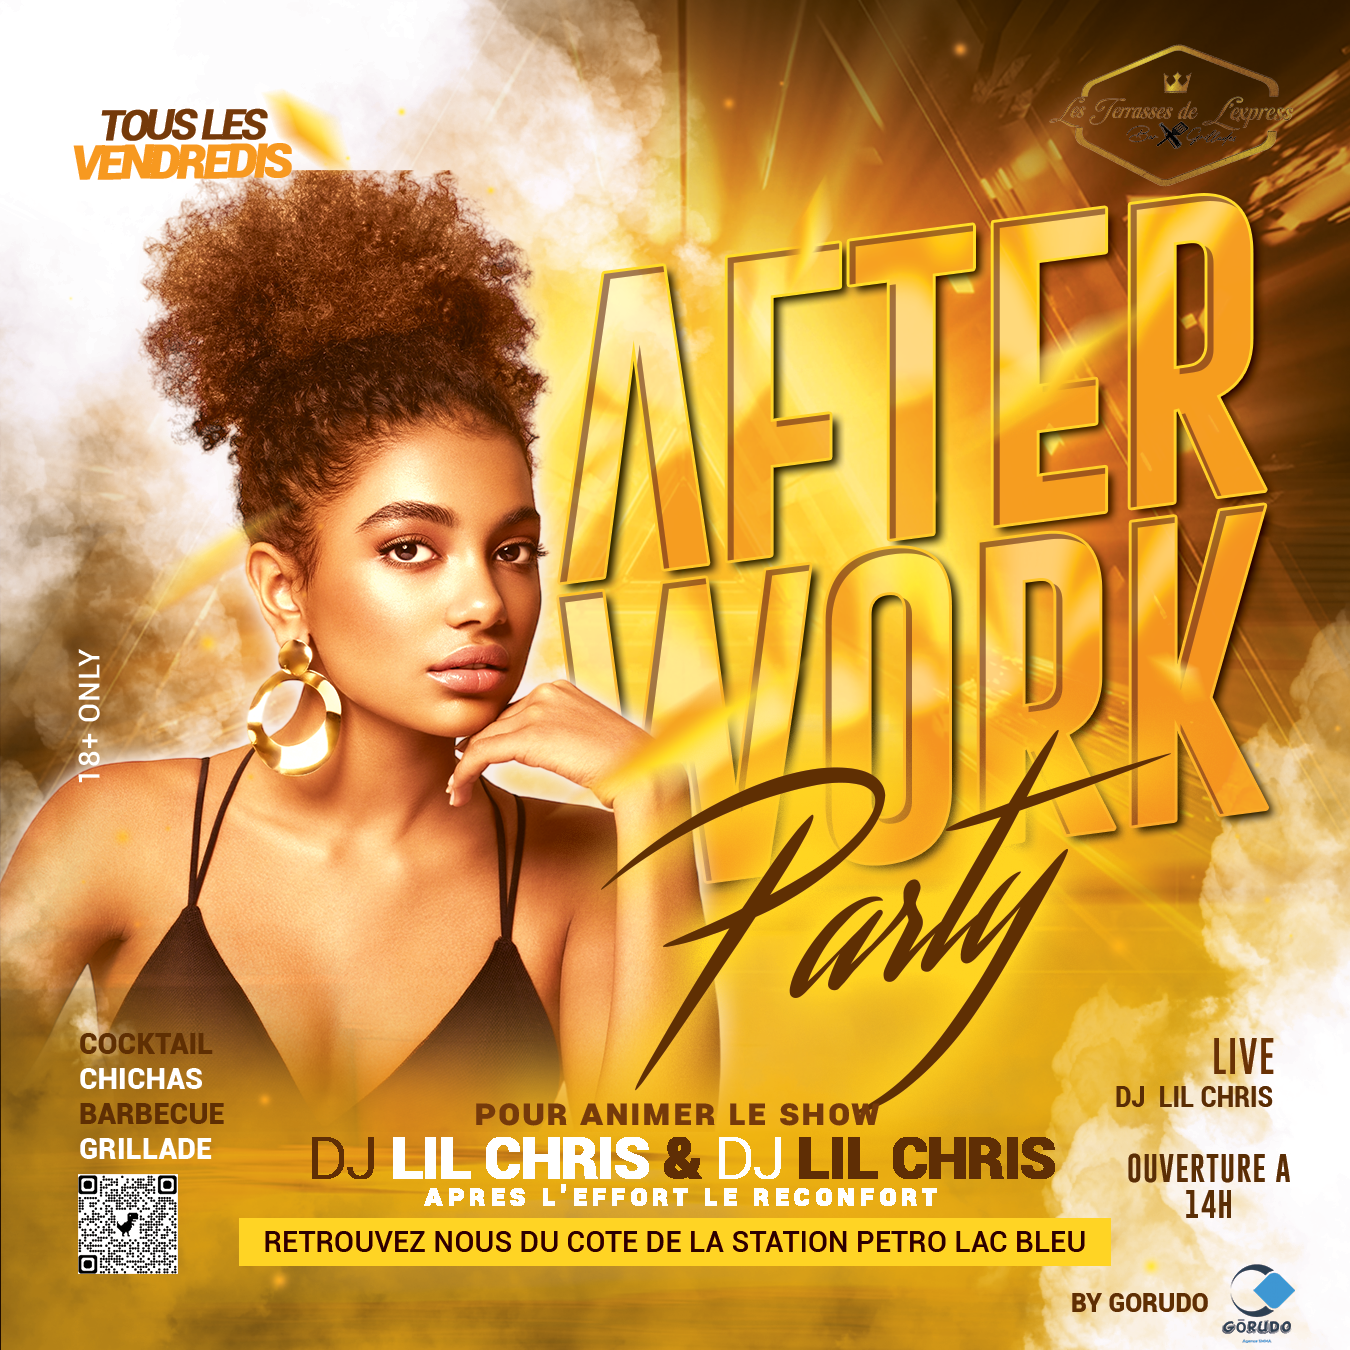 TOUS LES
VENDREDIS
Les Terrasses de L'express
AFTER
WORK
Party
18+ ONLY
COCKTAIL
CHICHAS
BARBECUE
GRILLADE
POUR ANIMER LE SHOW
DJ LIL CHRIS & DJ LIL CHRIS
APRES L'EFFORT LE RECONFORT
RETROUVEZ NOUS DU COTE DE LA STATION PETRO LAC BLEU
LIVE
DJ LIL CHRIS
OUVERTURE A
14H
BY GORUDO
GŌRUDO